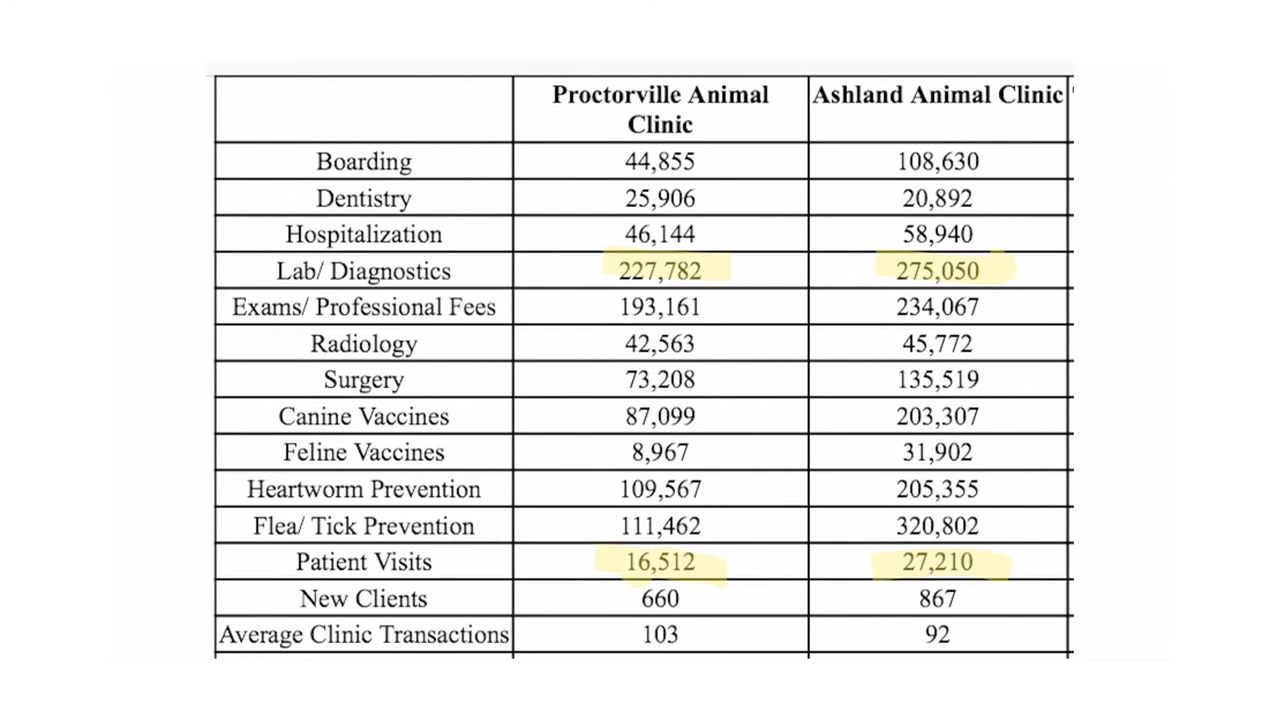 Proctorville Animal Clinic Ashland Animal Clinic
Boarding 44,855 108,630
Dentistry 25,906 20,892
Hospitalization 46,144 58,940
Lab/ Diagnostics 227,782 275,050
Exams/ Professional Fees 193,161 234,067
Radiology 42,563 45,772
Surgery 73,208 135,519
Canine Vaccines 87,099 203,307
Feline Vaccines 8,967 31,902
Heartworm Prevention 109,567 205,355
Flea/ Tick Prevention 111,462 320,802
Patient Visits 16,512 27,210
New Clients 660 867
Average Clinic Transactions 103 92